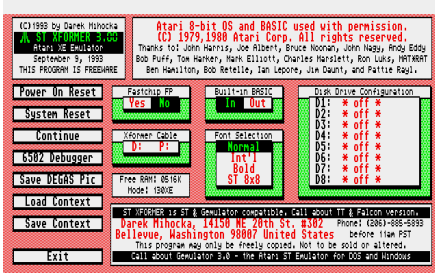 (C)1993 by Darek Mihocka
ST XFORMER 3.00
Atari XE Emulator
September 9, 1993
THIS PROGRAM IS FREEWARE
Atari 8-bit OS and BASIC used with permission.
(C) 1979,1980 Atari Corp. All rights reserved.
Thanks to: John Harris, Joe Albert, Bruce Noonan, John Nagy, Andy Eddy
Bob Puff, Tom Harker, Mark Elliott, Charles Marslett, Ron Luks, MATXRAT
Ben Hamilton, Bob Retelle, Ian Lepore, Jim Daunt, and Pattie Rayl.
Power On Reset
System Reset
Continue
6502 Debugger
Save DEGAS Pic
Load Context
Save Context
Exit
Fastchip FP
Yes No
Xformer Cable
D: P:
Free RAM: 0516K
Mode: 130XE
Built-in BASIC
In Out
Font Selection
Normal
Int'l
Bold
ST 8x8
Disk Drive Configuration
D1: * off *
D2: * off *
D3: * off *
D4: * off *
D5: * off *
D6: * off *
D7: * off *
D8: * off *
ST XFORMER is ST & Gemulator compatible. Call about TT & Falcon version.
Darek Mihocka, 14150 NE 20th St. #302 Phone: (206)-885-5893
Bellevue, Washington 98007 United States before 11am PST
This program may only be freely copied. Not to be sold or altered.
Call about Gemulator 3.0 - the Atari ST Emulator for DOS and Windows